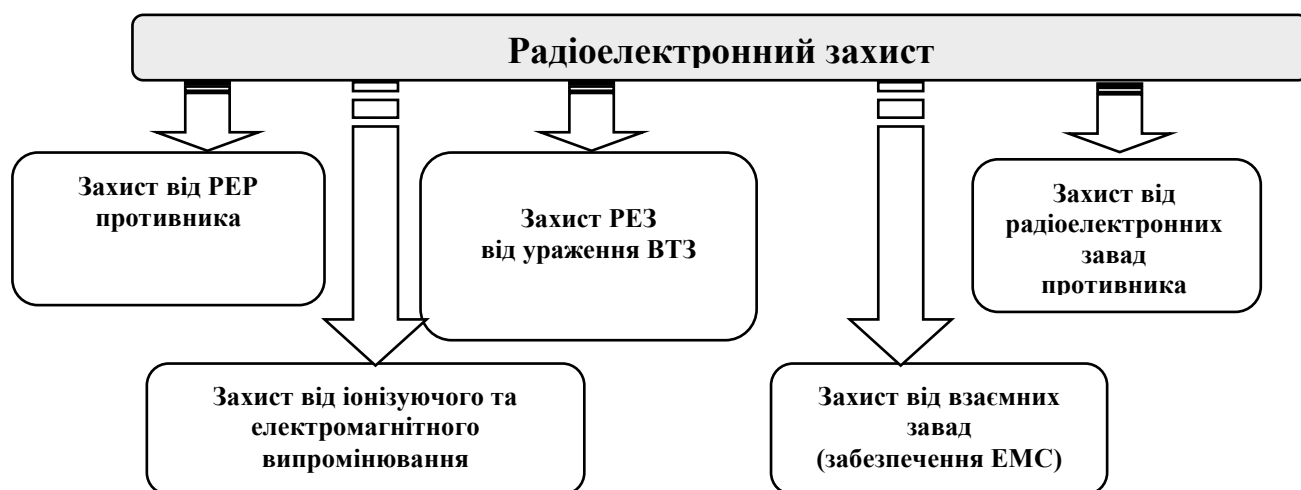 Радіоелектронний захист
Захист від РЕР
противника
Захист РЕЗ
від ураження ВТЗ
Захист від
радіоелектронних
завад
противника
Захист від іонізуючого та
електромагнітного
випромінювання
Захист від взаємних
завад
(забезпечення ЕМС)